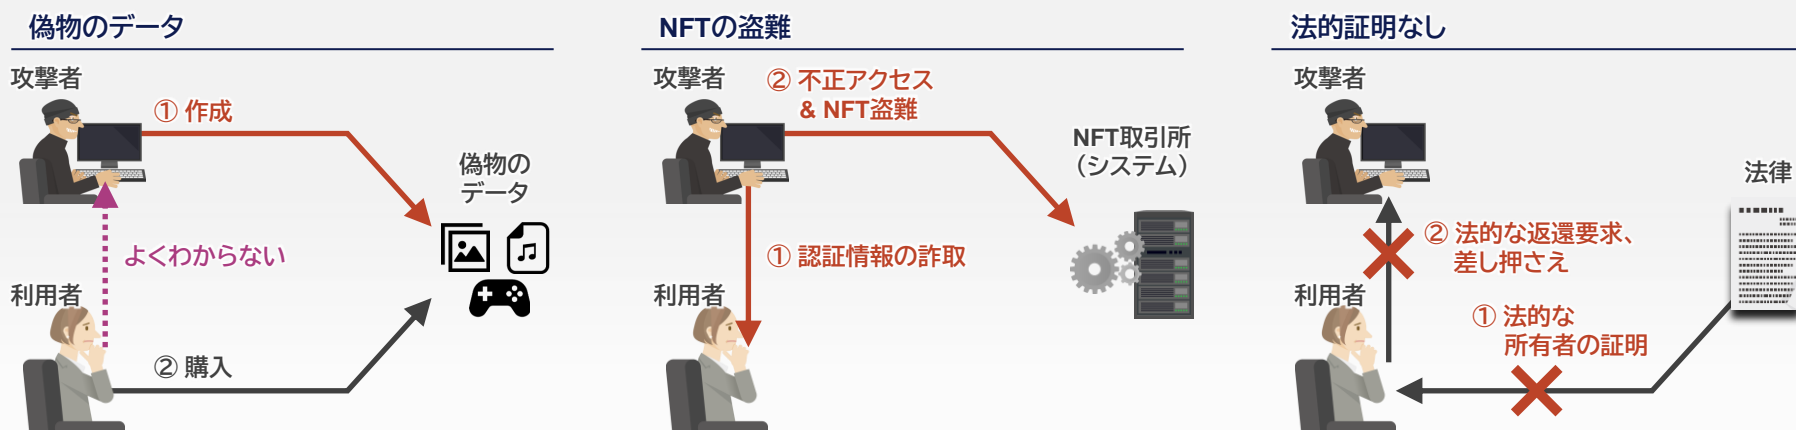 偽物のデータ
攻撃者
① 作成
偽物の
データ
よくわからない
利用者
② 購入
NFTの盗難
攻撃者
② 不正アクセス
& NFT盗難
NFT取引所
（システム）
① 認証情報の詐取
利用者
法的証明なし
攻撃者
法律
② 法的な返還要求、
差し押さえ
利用者
① 法的な
所有者の証明